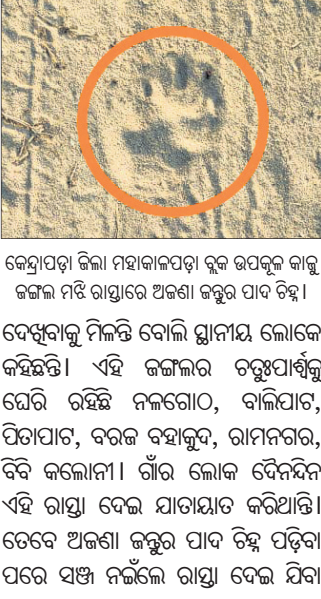 କେନ୍ଦ୍ରାପଡ଼ା ଜିଲା ମହାକାଳପଡ଼ା ବ୍ଲକ ଉପକୂଳ କାଜୁ
ଜଙ୍ଗଲ ମଝି ରାସ୍ତାରେ ଅଜଣା ଜନ୍ତୁର ପାଦ ଚିହ୍ନ।
ଦେଖିବାକୁ ମିଳନ୍ତି ବୋଲି ସ୍ଥାନୀୟ ଲୋକେ
କହିଛନ୍ତି। ଏହି ଜଙ୍ଗଲର ଚତୁଃପାର୍ଶ୍ୱକୁ
ଘେରି ରହିଛି ନଳଗୋଠ, ବାଲିପାଟ,
ପିତାପାଟ, ବରଜ ବହାକୁଦ, ରାମନଗର,
ବିବି କଲୋନୀ। ଗାଁର ଲୋକ ଦୈନନ୍ଦିନ
ଏହି ରାସ୍ତା ଦେଇ ଯାତାୟାତ କରିଥାନ୍ତି।
ତେବେ ଅଜଣା ଜନ୍ତୁର ପାଦ ଚିହ୍ନ ପଡ଼ିବା
ପରେ ସଞ୍ଜ ନଇଁଲେ ରାସ୍ତା ଦେଇ ଯିବା